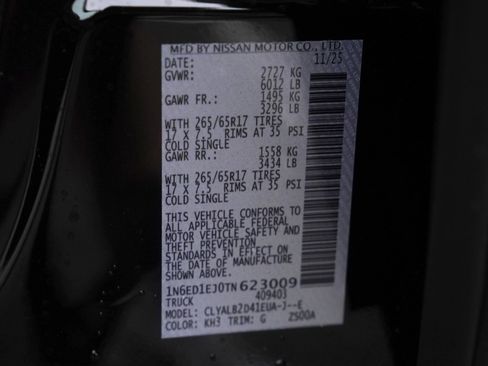 MFD BY NISSAN MOTOR CO., LTD.
DATE: 11/25
GVWR: 2727 KG
6012 LB
GAWR FR.: 1495 KG
3296 LB
WITH 265/65R17 TIRES
17 X 7.5 RIMS AT 35 PSI
COLD SINGLE
GAWR RR.: 1558 KG
3434 LB
WITH 265/65R17 TIRES
17 X 7.5 RIMS AT 35 PSI
COLD SINGLE
THIS VEHICLE CONFORMS TO
ALL APPLICABLE FEDERAL
MOTOR VEHICLE SAFETY AND
THEFT PREVENTION
STANDARDS IN EFFECT ON
THE DATE OF MANUFACTURE
SHOWN ABOVE.
1N6ED1EJ0TN623009
TRUCK 409403
MODEL: CLYALB2D41EUA-J--E
COLOR: KH3 TRIM: G Z500A